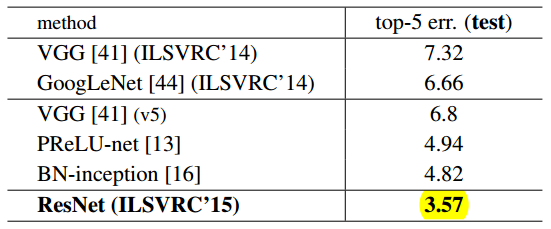 method top-5 err. (test)
VGG [41] (ILSVRC'14) 7.32
GoogLeNet [44] (ILSVRC'14) 6.66
VGG [41] (v5) 6.8
PReLU-net [13] 4.94
BN-inception [16] 4.82
ResNet (ILSVRC'15) 3.57